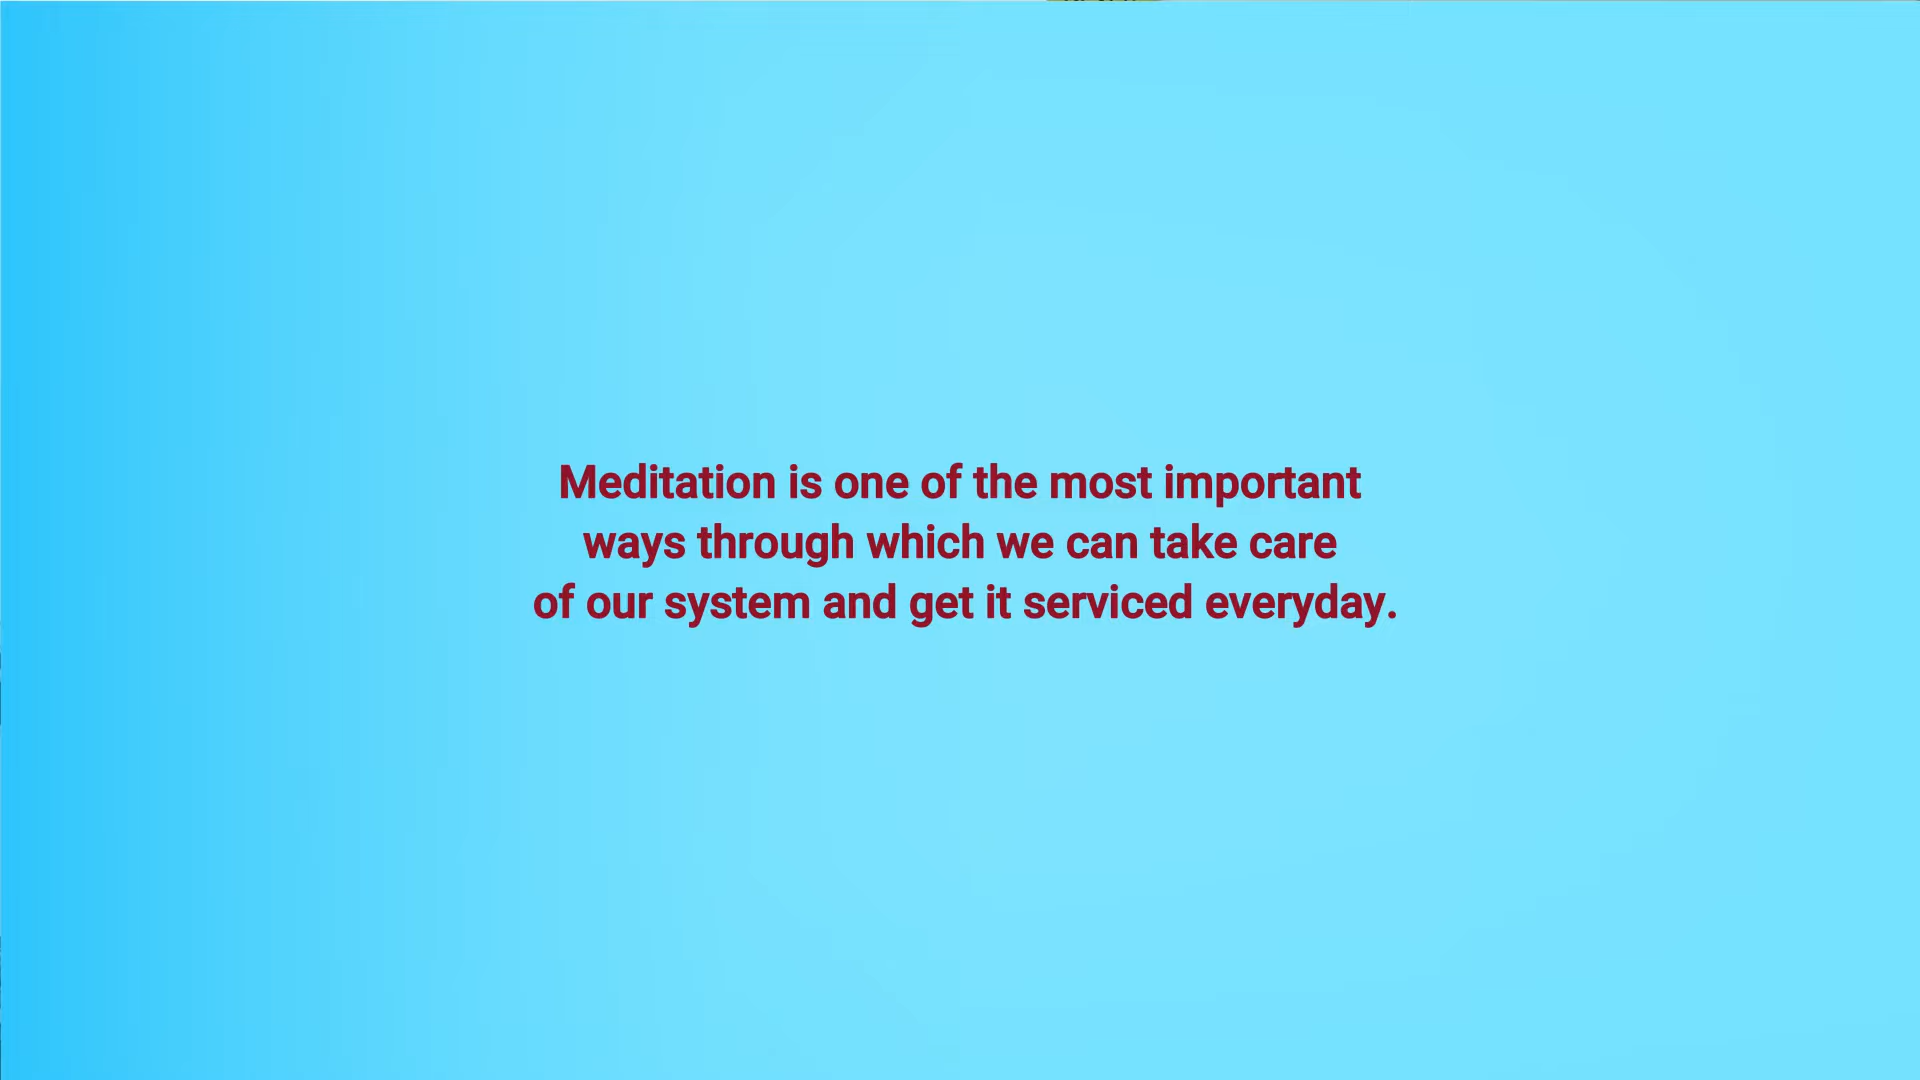 Meditation is one of the most important
ways through which we can take care
of our system and get it serviced everyday.